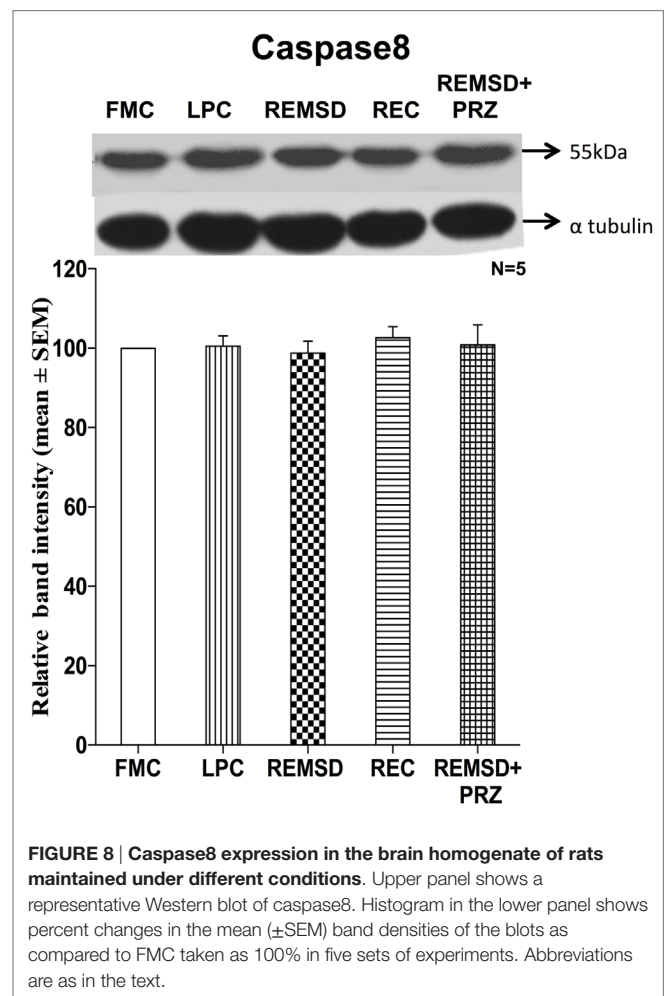 Caspase8
FMC LPC REMSD REC REMSD+
PRZ
55kDa
α tubulin
N=5
Relative band intensity (mean ± SEM)
120
100
80
60
40
20
0
FMC LPC REMSD REC REMSD+
PRZ
FIGURE 8 | Caspase8 expression in the brain homogenate of rats
maintained under different conditions. Upper panel shows a
representative Western blot of caspase8. Histogram in the lower panel shows
percent changes in the mean (±SEM) band densities of the blots as
compared to FMC taken as 100% in five sets of experiments. Abbreviations
are as in the text.